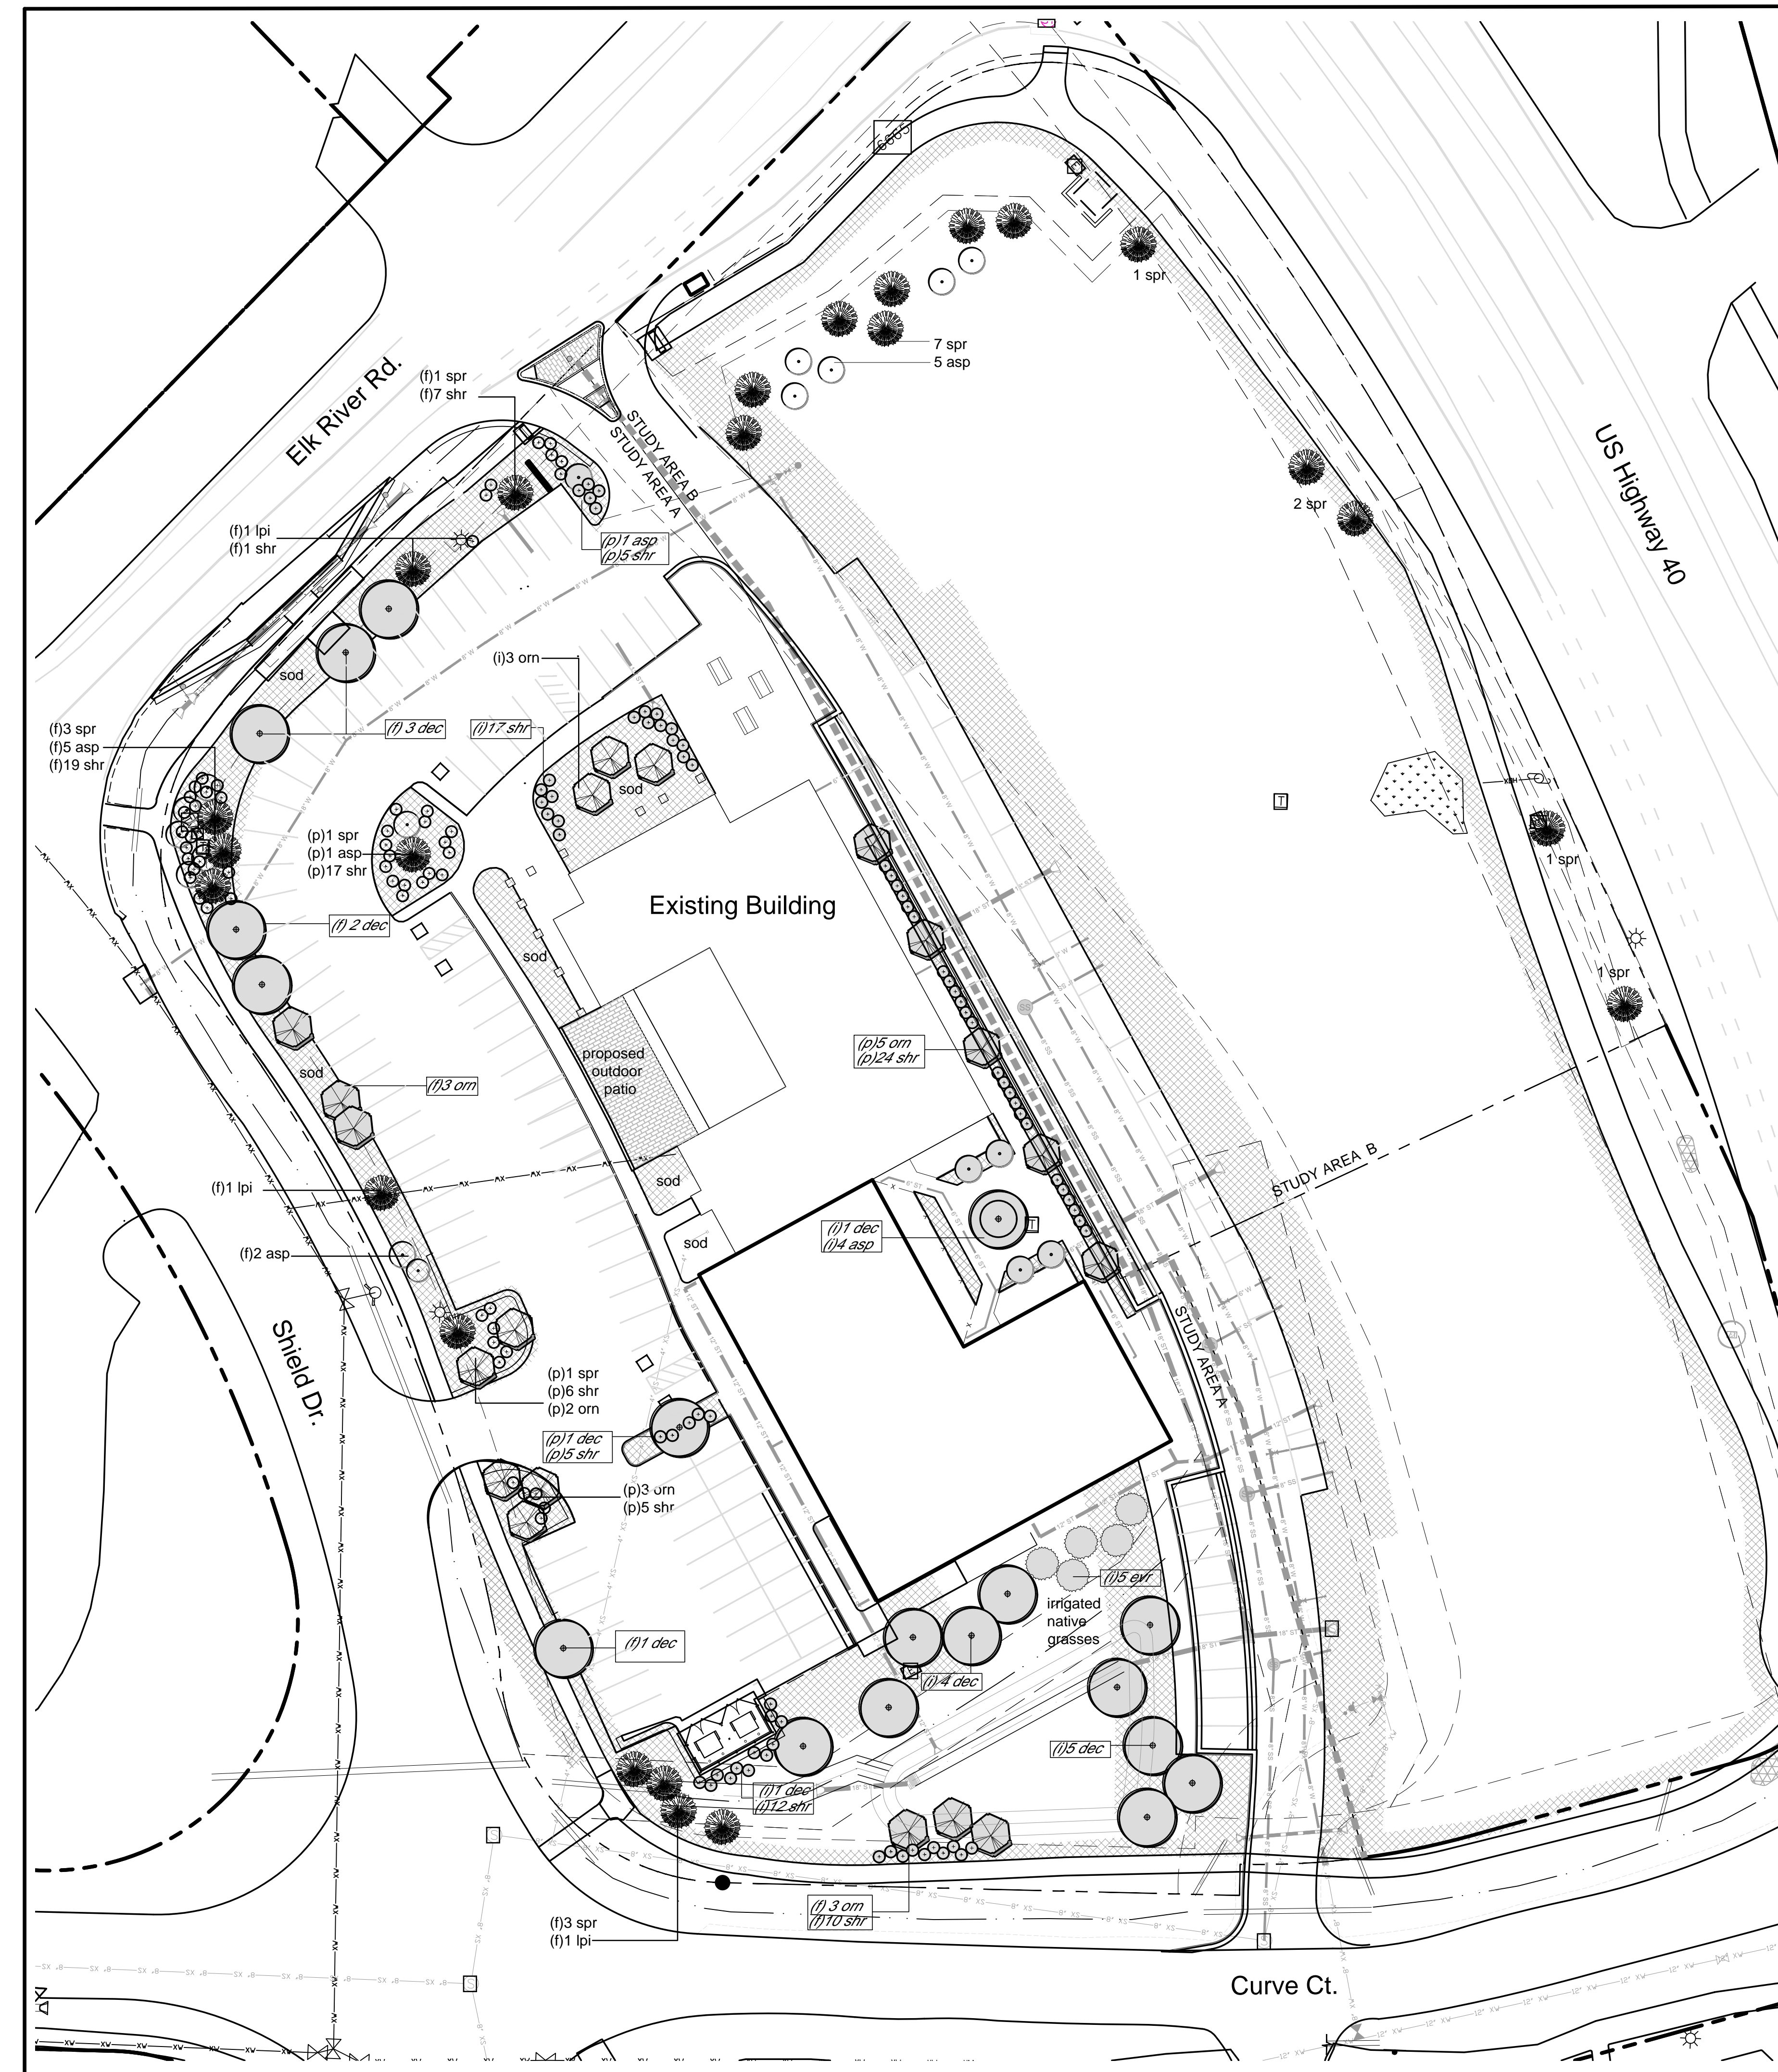 6665
1 spr
7 spr
5 asp
Elk River Rd.
(f)1 spr
(f)7 shr
STUDY AREA B
STUDY AREA A
US Highway 40
2 spr
(f)1 lpi
(f)1 shr
(p)1 asp
(p)5 shr
8" W
(i)3 orn
sod
(f)3 spr
(f)5 asp
(f)19 shr
(f) 3 dec
(i)17 shr
sod
(p)1 spr
(p)1 asp
(p)17 shr
1 spr
(f) 2 dec
Existing Building
sod
1 spr
sod
(f)3 orn
proposed
outdoor
patio
(p)5 orn
(p)24 shr
STUDY AREA B
(f)1 lpi
sod
(f)2 asp
sod
(i)1 dec
(i)4 asp
Shield Dr.
STUDY AREA A
(p)1 spr
(p)6 shr
(p)2 orn
(p)1 dec
(p)5 shr
(p)3 orn
(p)5 shr
(i)5 evr
irrigated
native
grasses
(f)1 dec
(i)4 dec
(i)5 dec
(i)1 dec
(i)12 shr
(f) 3 orn
(f)10 shr
(f)3 spr
(f)1 lpi
Curve Ct.